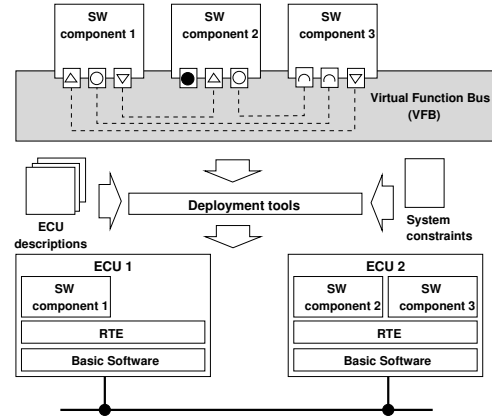 SW
component 1
SW
component 2
SW
component 3
Virtual Function Bus
(VFB)
Deployment tools
ECU
descriptions
System
constraints
ECU 1
SW
component 1
RTE
Basic Software
ECU 2
SW
component 2
SW
component 3
RTE
Basic Software